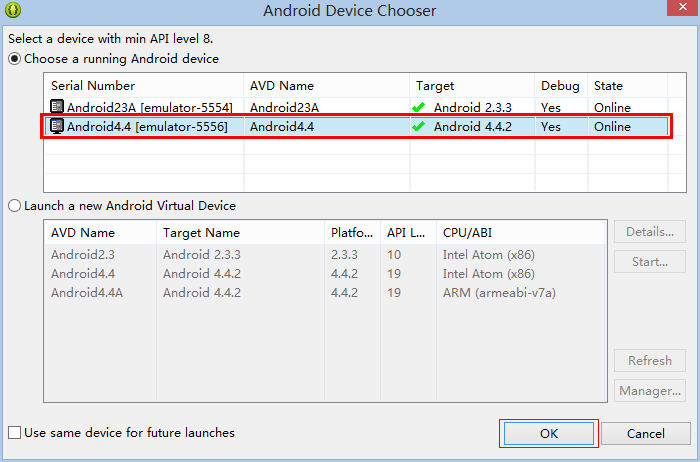 Android Device Chooser
Select a device with min API level 8.
Choose a running Android device
Serial Number AVD Name Target Debug State
Android23A [emulator-5554] Android23A Android 2.3.3 Yes Online
Android4.4 [emulator-5556] Android4.4 Android 4.4.2 Yes Online
Launch a new Android Virtual Device
AVD Name Target Name Platfo... API L... CPU/ABI Details...
Android2.3 Android 2.3.3 2.3.3 10 Intel Atom (x86)
Start...
Android4.4 Android 4.4.2 4.4.2 19 Intel Atom (x86)
Android4.4A Android 4.4.2 4.4.2 19 ARM (armeabi-v7a)
Refresh
Manager...
Use same device for future launches
OK Cancel